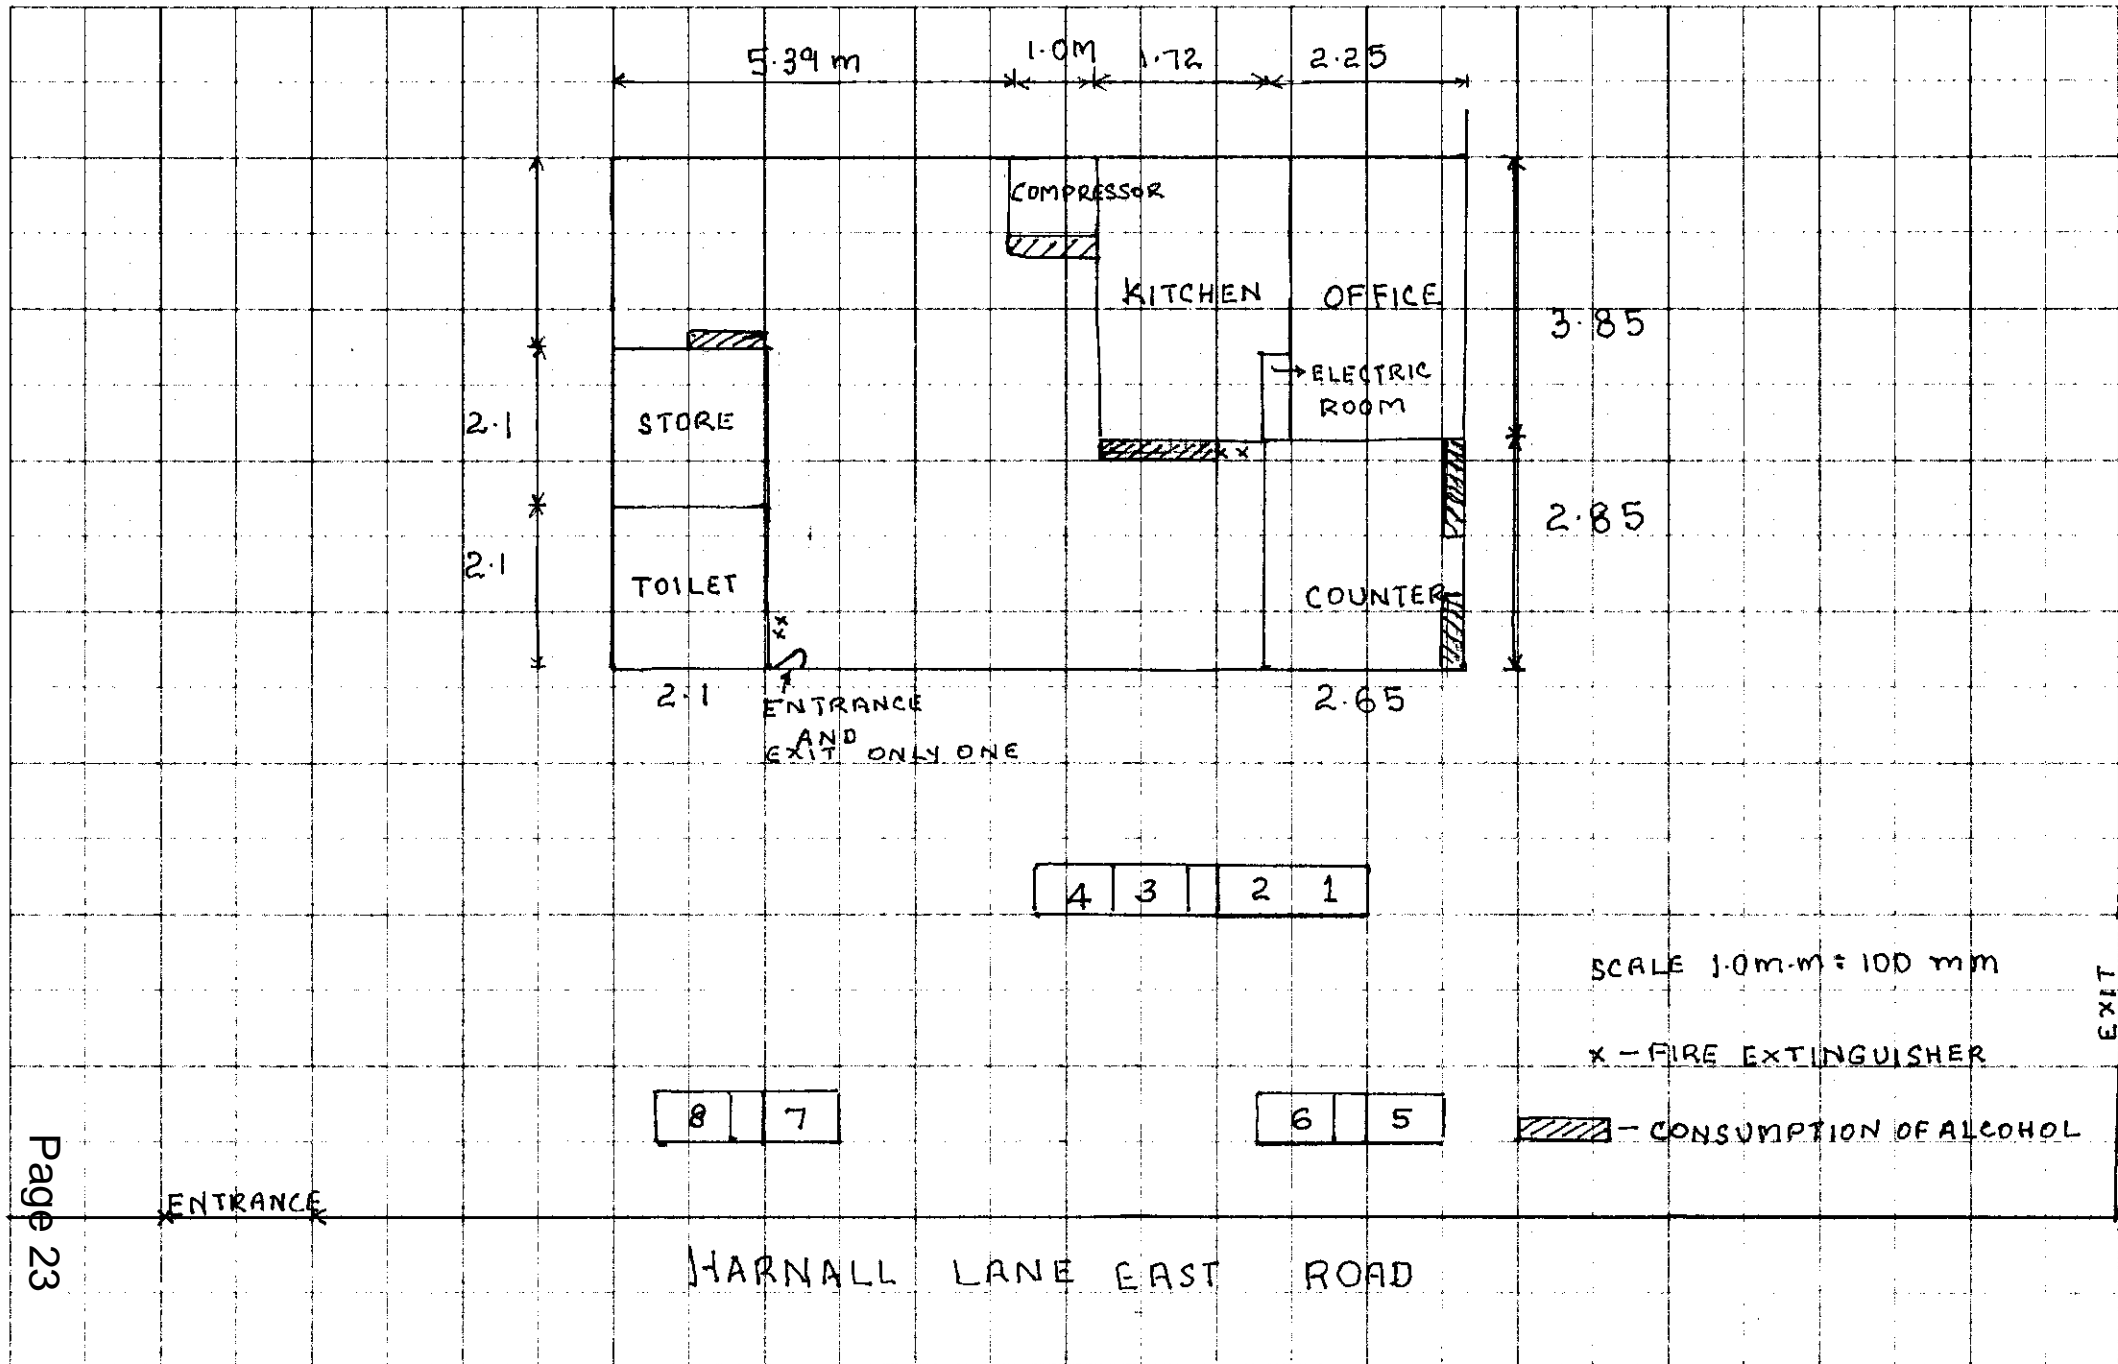 5.39 m
1.0M
1.72
2.25
COMPRESSOR
KITCHEN
OFFICE
3.85
ELECTRIC
ROOM
2.1
STORE
x x
2.85
2.1
TOILET
COUNTER
xx
2.1
ENTRANCE
AND
EXIT ONLY ONE
2.65
4 3 2 1
SCALE 1.0m.m = 100 mm
EXIT
x - FIRE EXTINGUISHER
8 7
6 5
- CONSUMPTION OF ALCOHOL
ENTRANCE
HARNALL LANE EAST ROAD
Page 23